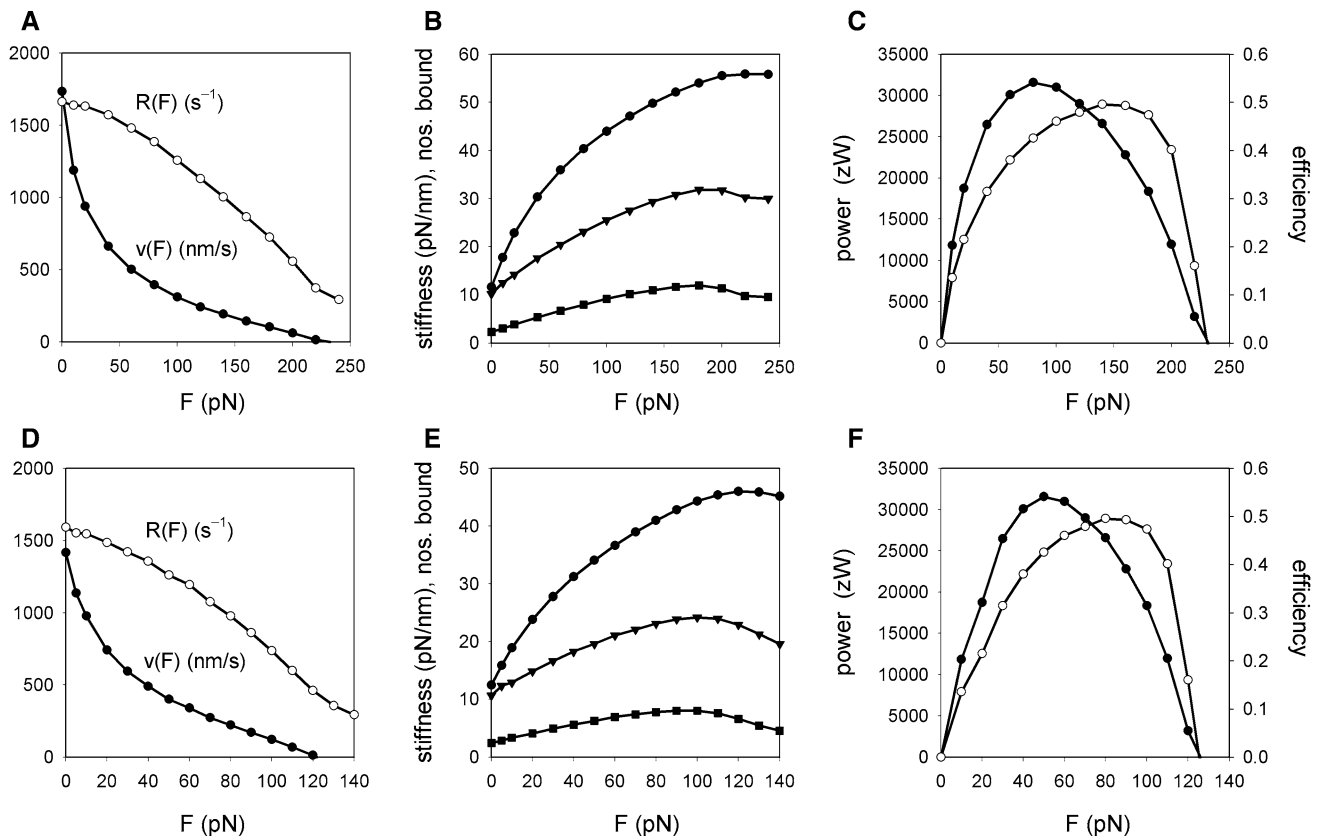 A
2000
1500
1000
500
0
R(F) (s⁻¹)
v(F) (nm/s)
0 50 100 150 200 250
F (pN)
B
stiffness (pN/nm), nos. bound
60
50
40
30
20
10
0
0 50 100 150 200 250
F (pN)
C
power (zW)
35000
30000
25000
20000
15000
10000
5000
0
0.6
0.5
0.4
0.3
0.2
0.1
0.0
efficiency
0 50 100 150 200 250
F (pN)
D
2000
1500
1000
500
0
R(F) (s⁻¹)
v(F) (nm/s)
0 20 40 60 80 100 120 140
F (pN)
E
stiffness (pN/nm), nos. bound
50
40
30
20
10
0
0 20 40 60 80 100 120 140
F (pN)
F
power (zW)
35000
30000
25000
20000
15000
10000
5000
0
0.6
0.5
0.4
0.3
0.2
0.1
0.0
efficiency
0 20 40 60 80 100 120 140
F (pN)